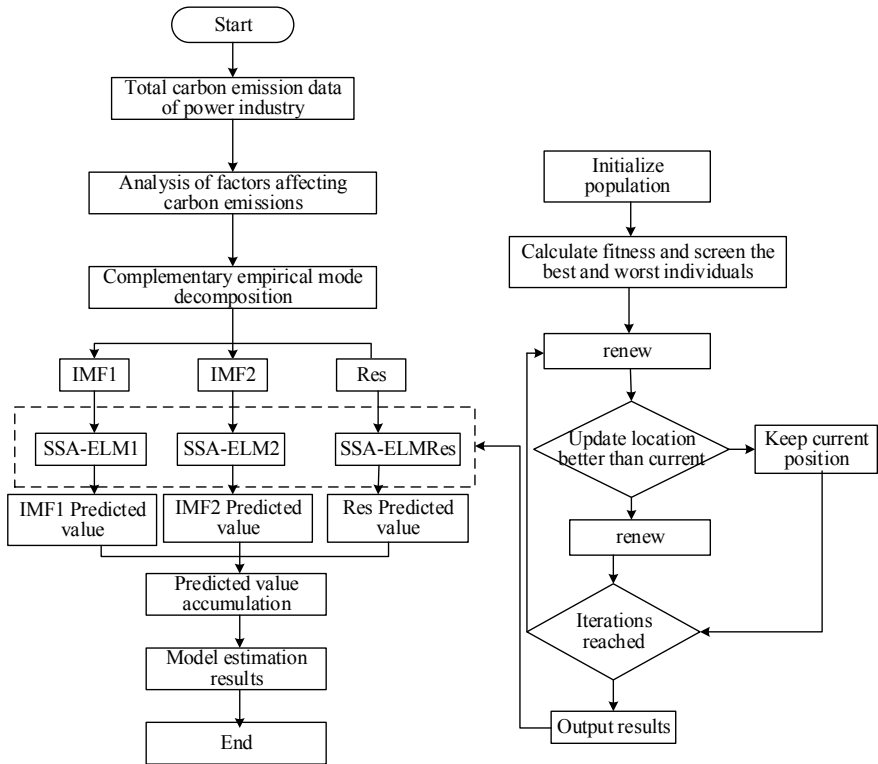 Start
Total carbon emission data
of power industry
Analysis of factors affecting
carbon emissions
Complementary empirical mode
decomposition
IMF1
IMF2
Res
SSA-ELM1
SSA-ELM2
SSA-ELMRes
IMF1 Predicted
value
IMF2 Predicted
value
Res Predicted
value
Predicted value
accumulation
Model estimation
results
End
Initialize
population
Calculate fitness and screen the
best and worst individuals
renew
Update location
better than current
Keep current
position
renew
Iterations
reached
Output results